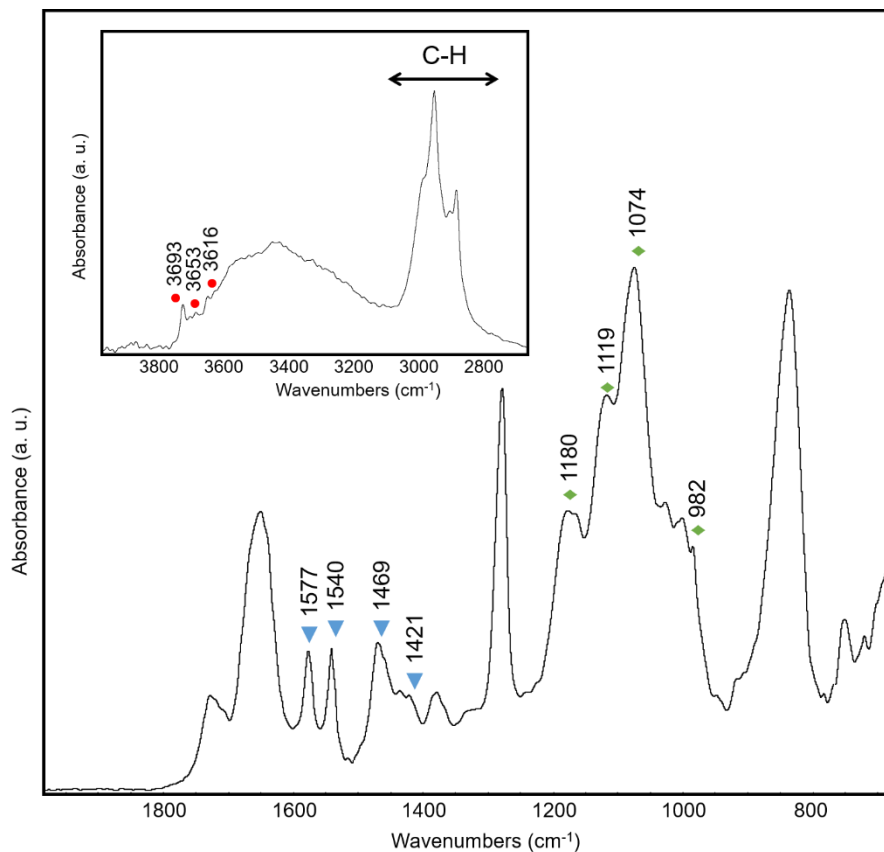 C-H
Absorbance (a. u.)
3693
3653
3616
3800 3600 3400 3200 3000 2800
Wavenumbers (cm⁻¹)
Absorbance (a. u.)
1577
1540
1469
1421
1180
1119
1074
982
1800 1600 1400 1200 1000 800
Wavenumbers (cm⁻¹)